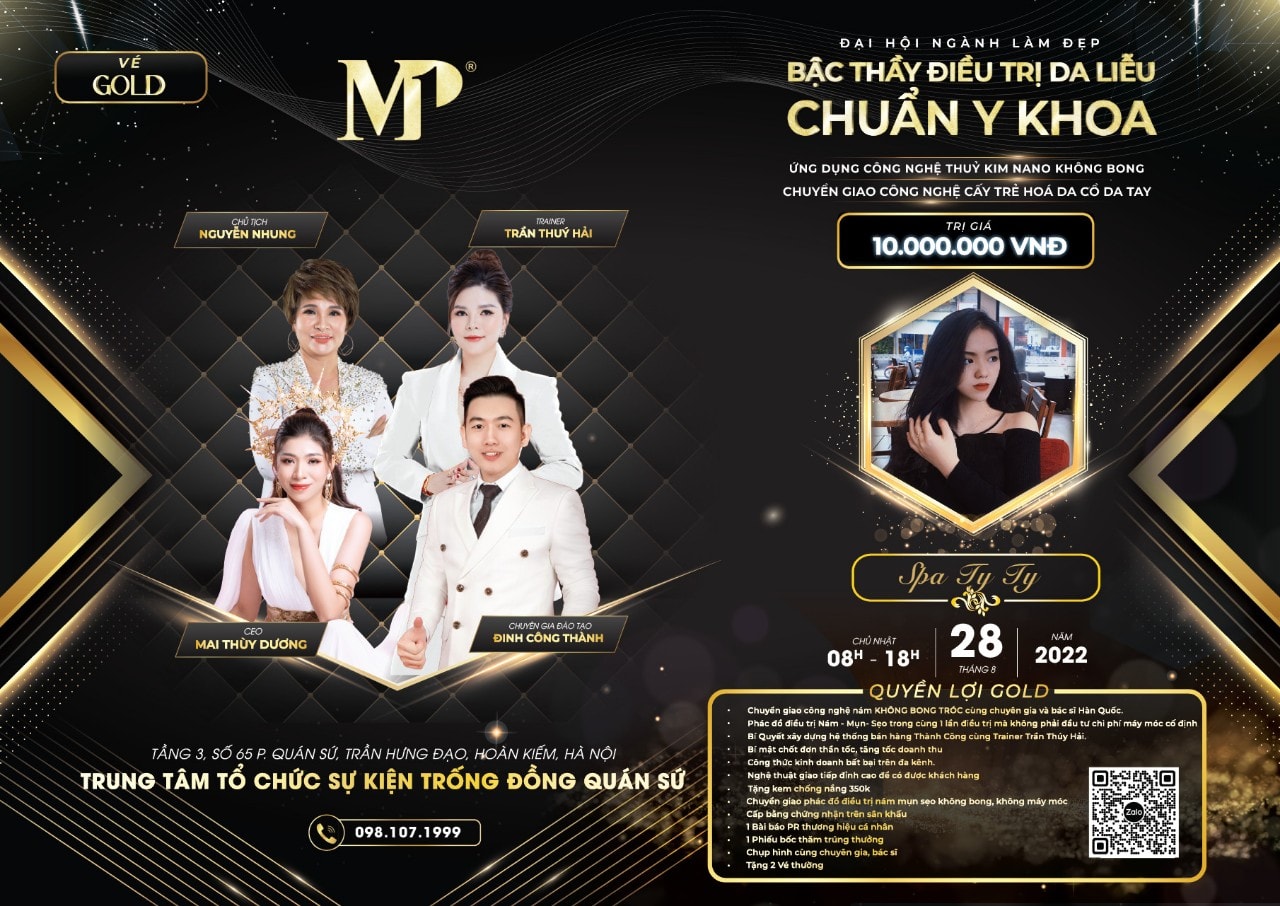 VÉ
GOLD
MP®
ĐẠI HỘI NGÀNH LÀM ĐẸP
BẬC THẦY ĐIỀU TRỊ DA LIỄU
CHUẨN Y KHOA
ỨNG DỤNG CÔNG NGHỆ THUỶ KIM NANO KHÔNG BONG
CHUYỂN GIAO CÔNG NGHỆ CẤY TRẺ HOÁ DA CỔ DA TAY
TRỊ GIÁ
10.000.000 VNĐ
CHỦ TỊCH
NGUYỄN NHUNG
TRAINER
TRẦN THUÝ HẢI
CEO
MAI THÙY DƯƠNG
CHUYÊN GIA ĐÀO TẠO
ĐINH CÔNG THÀNH
Spa Ty Ty
CHỦ NHẬT
08H - 18H
28
THÁNG 8
NĂM
2022
TẦNG 3, SỐ 65 P. QUÁN SỨ, TRẦN HƯNG ĐẠO, HOÀN KIẾM, HÀ NỘI
TRUNG TÂM TỔ CHỨC SỰ KIỆN TRỐNG ĐỒNG QUÁN SỨ
098.107.1999
QUYỀN LỢI GOLD
• Chuyển giao công nghệ nám KHÔNG BONG TRÓC cùng chuyên gia và bác sĩ Hàn Quốc.
• Phác đồ điều trị Nám - Mụn- Sẹo trong cùng 1 lần điều trị mà không phải đầu tư chi phí máy móc cố định
• Bí Quyết xây dựng hệ thống bán hàng Thành Công cùng Trainer Trần Thúy Hải.
• Bí mật chốt đơn thần tốc, tăng tốc doanh thu
• Công thức kinh doanh bất bại trên đa kênh.
• Nghệ thuật giao tiếp đỉnh cao để có được khách hàng
• Tặng kem chống nắng 350k
• Chuyển giao phác đồ điều trị nám mụn sẹo không bong, không máy móc
• Cấp bằng chứng nhận trên sân khấu
• 1 Bài báo PR thương hiệu cá nhân
• 1 Phiếu bốc thăm trúng thưởng
• Chụp hình cùng chuyên gia, bác sĩ
• Tặng 2 Vé thường
Zalo